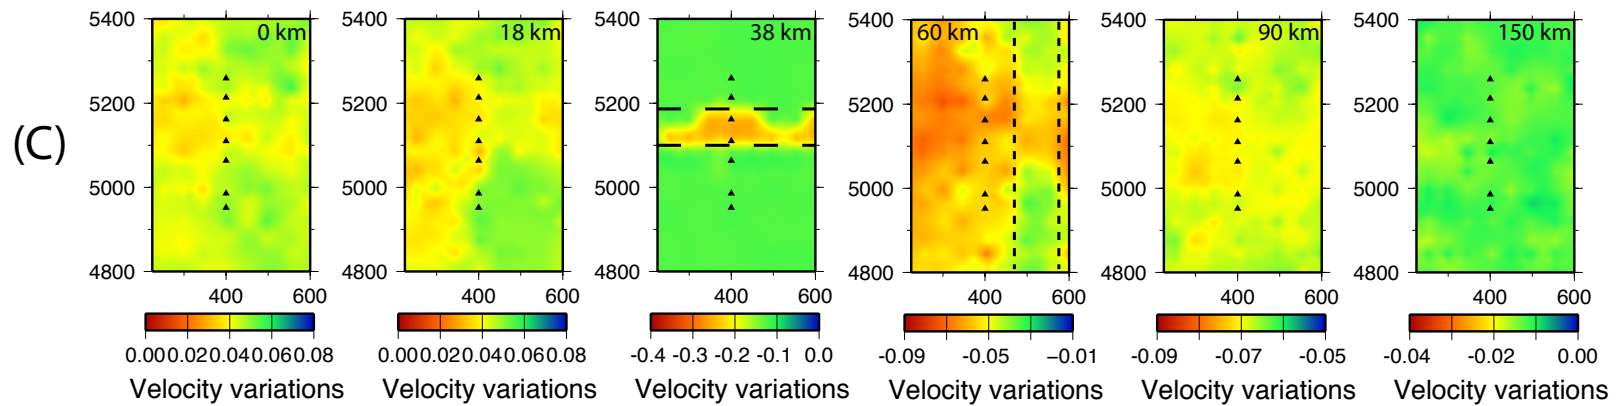 (C)
5400 5200 5000 4800 0 km 400 600
0.00 0.02 0.04 0.06 0.08
Velocity variations
5400 5200 5000 4800 18 km 400 600
0.00 0.02 0.04 0.06 0.08
Velocity variations
5400 5200 5000 4800 38 km 400 600
-0.4 -0.3 -0.2 -0.1 0.0
Velocity variations
5400 5200 5000 4800 60 km 400 600
-0.09 -0.05 -0.01
Velocity variations
5400 5200 5000 4800 90 km 400 600
-0.09 -0.07 -0.05
Velocity variations
5400 5200 5000 4800 150 km 400 600
-0.04 -0.02 0.00
Velocity variations